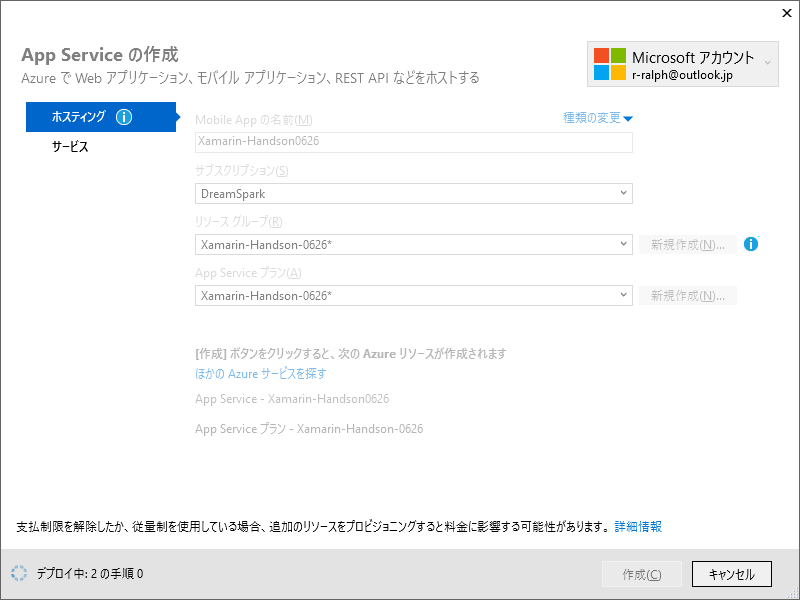 App Service の作成
Azure で Web アプリケーション、モバイル アプリケーション、REST API などをホストする
Microsoft アカウント
r-ralph@outlook.jp
ホスティング
サービス
Mobile App の名前(M)
種類の変更
Xamarin-Handson0626
サブスクリプション(S)
DreamSpark
リソース グループ(R)
Xamarin-Handson-0626*
新規作成(N)...
App Service プラン(A)
Xamarin-Handson-0626*
新規作成(N)...
[作成] ボタンをクリックすると、次の Azure リソースが作成されます
ほかの Azure サービスを探す
App Service - Xamarin-Handson0626
App Service プラン - Xamarin-Handson-0626
支払制限を解除したか、従量制を使用している場合、追加のリソースをプロビジョニングすると料金に影響する可能性があります。 詳細情報
デプロイ中: 2 の手順 0
作成(C)
キャンセル